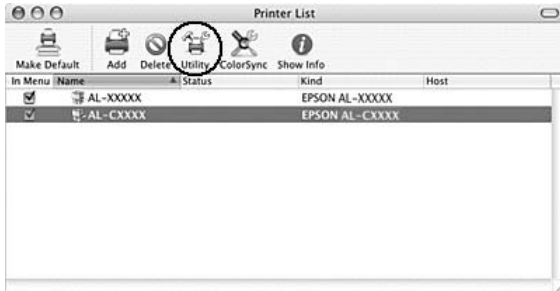 Printer List
Make Default Add Delete Utility ColorSync Show Info
In Menu Name Status Kind Host
AL-XXXXX EPSON AL-XXXXX
AL-CXXXX EPSON AL-CXXXX